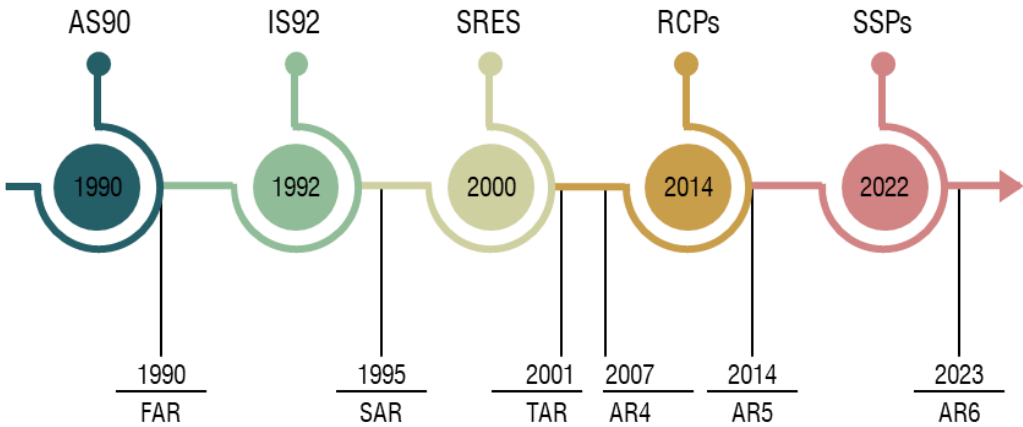 AS90 IS92 SRES RCPs SSPs
1990 1992 2000 2014 2022
1990 1995 2001 2007 2014 2023
FAR SAR TAR AR4 AR5 AR6